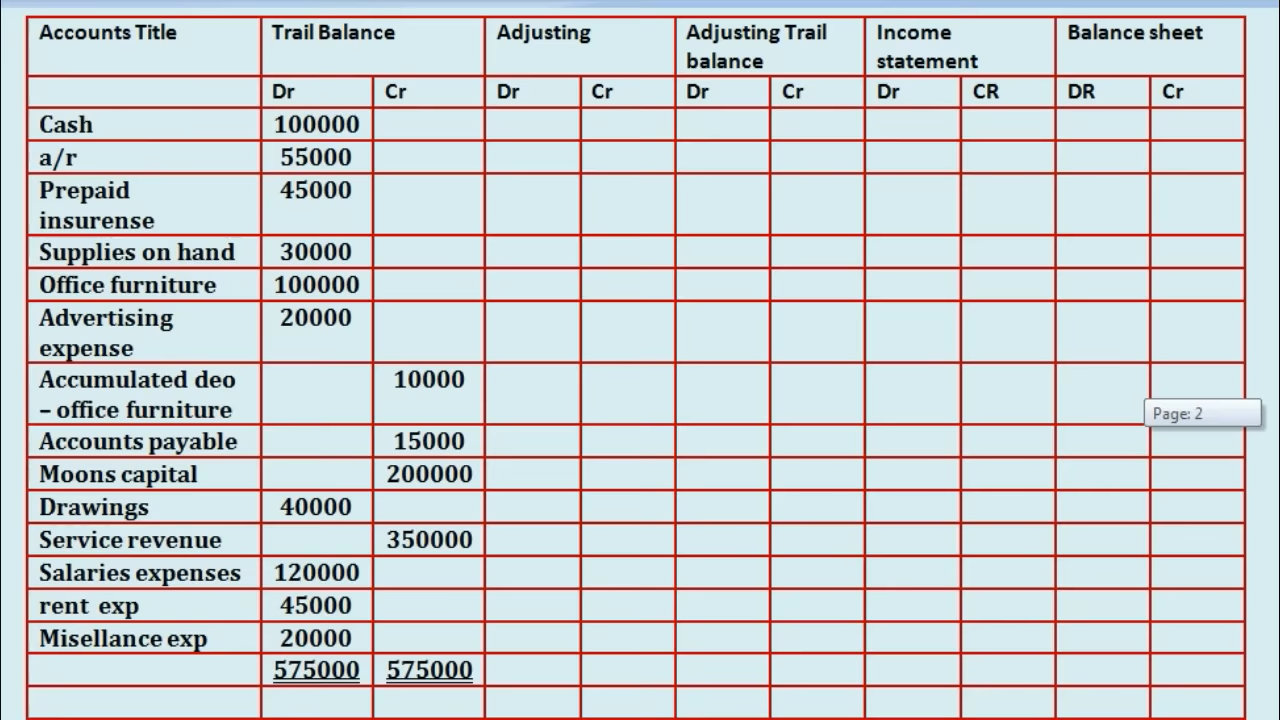 Accounts Title Trail Balance Adjusting Adjusting Trail Income Balance sheet
balance statement
Dr Cr Dr Cr Dr Cr Dr CR DR Cr
Cash 100000
a/r 55000
Prepaid 45000
insurense
Supplies on hand 30000
Office furniture 100000
Advertising 20000
expense
Accumulated deo 10000
– office furniture
Page: 2
Accounts payable 15000
Moons capital 200000
Drawings 40000
Service revenue 350000
Salaries expenses 120000
rent exp 45000
Misellance exp 20000
575000 575000